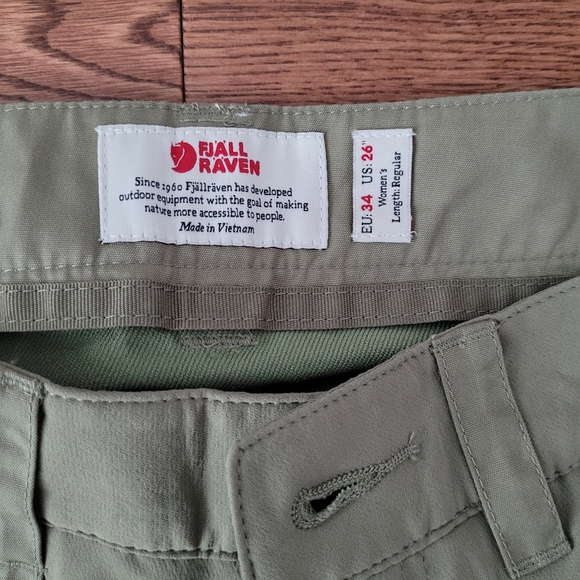 FJÄLL
RÄVEN
Since 1960 Fjällräven has developed
outdoor equipment with the goal of making
nature more accessible to people.
Made in Vietnam
EU: 34 US: 26"
Women's
Length: Regular